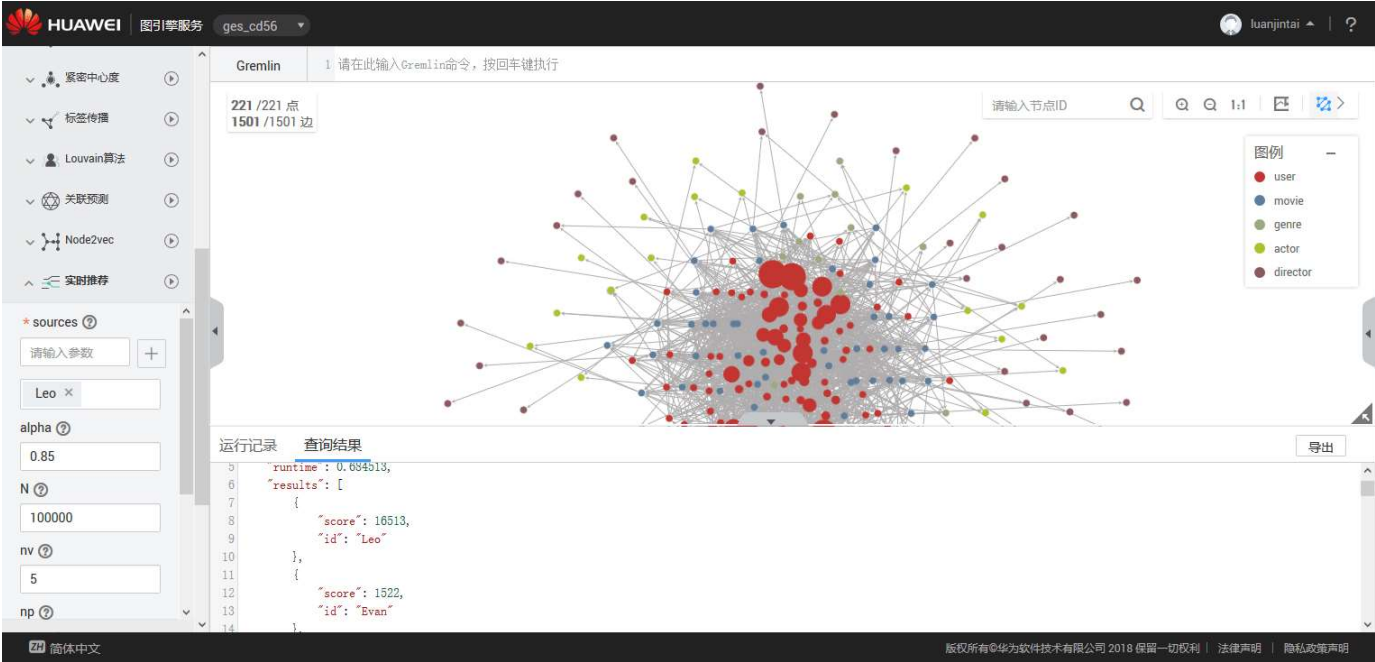 HUAWEI 图引擎服务 ges_cd56 luanjintai ?
紧密中心度
标签传播
Louvain算法
关联预测
Node2vec
实时推荐
* sources ?
请输入参数 +
Leo ×
alpha ?
0.85
N ?
100000
nv ?
5
np ?
Gremlin 1 请在此输入Gremlin命令，按回车键执行
221 /221 点
1501 /1501 边
请输入节点ID 1:1
图例 −
user
movie
genre
actor
director
运行记录 查询结果 导出
5 "runtime": 0.684513,
6 "results": [
7 {
8 "score": 16513,
9 "id": "Leo"
10 },
11 {
12 "score": 1522,
13 "id": "Evan"
14 },
ZH 简体中文 版权所有©华为软件技术有限公司 2018 保留一切权利 | 法律声明 | 隐私政策声明